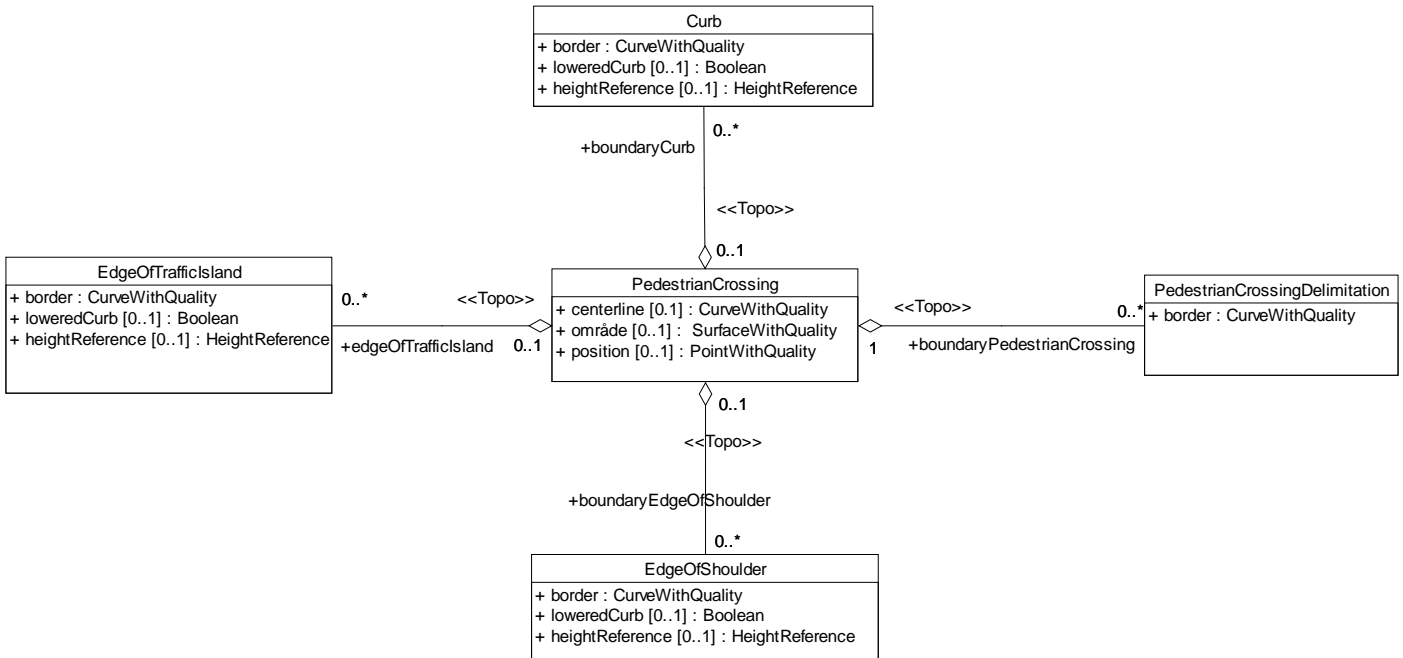 Curb
+ border : CurveWithQuality
+ loweredCurb [0..1] : Boolean
+ heightReference [0..1] : HeightReference
0..*
+boundaryCurb
<<Topo>>
0..1
EdgeOfTrafficIsland
+ border : CurveWithQuality
+ loweredCurb [0..1] : Boolean
+ heightReference [0..1] : HeightReference
0..*
<<Topo>>
+edgeOfTrafficIsland
0..1
PedestrianCrossing
+ centerline [0.1] : CurveWithQuality
+ område [0..1] : SurfaceWithQuality
+ position [0..1] : PointWithQuality
<<Topo>>
0..*
1
+boundaryPedestrianCrossing
PedestrianCrossingDelimitation
+ border : CurveWithQuality
0..1
<<Topo>>
+boundaryEdgeOfShoulder
0..*
EdgeOfShoulder
+ border : CurveWithQuality
+ loweredCurb [0..1] : Boolean
+ heightReference [0..1] : HeightReference